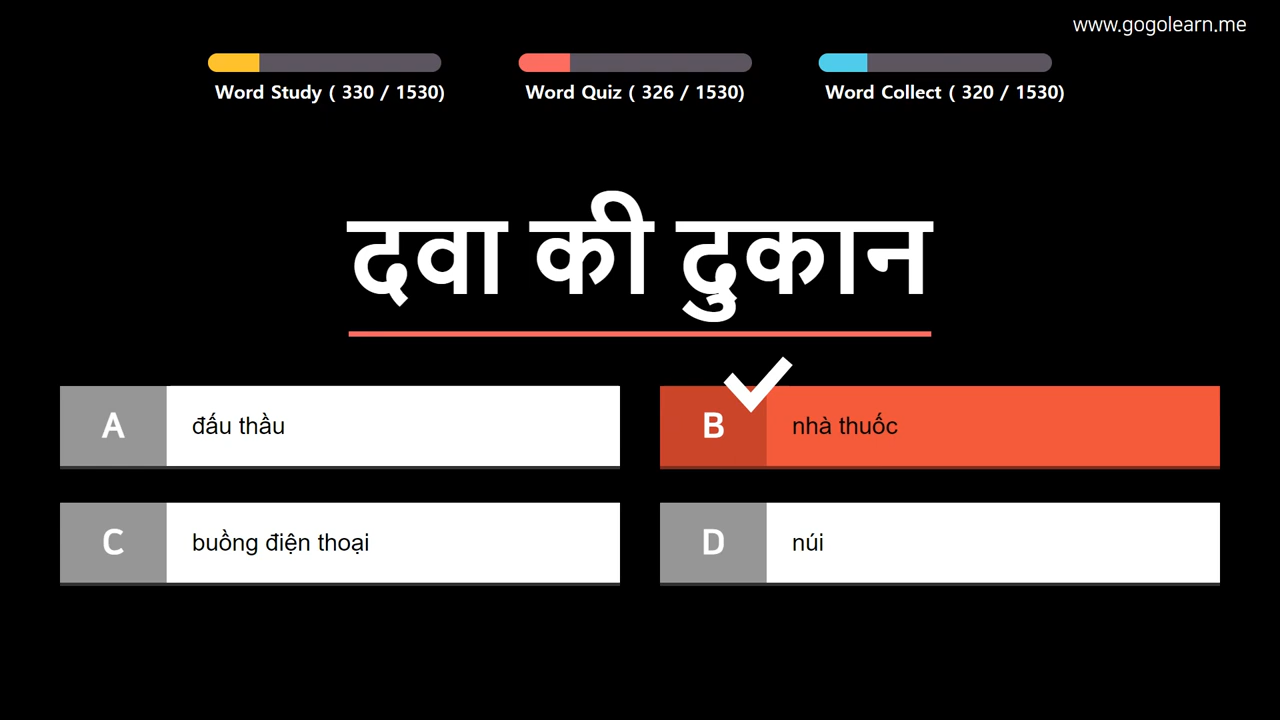 www.gogolearn.me
Word Study ( 330 / 1530)
Word Quiz ( 326 / 1530)
Word Collect ( 320 / 1530)
दवा की दुकान
A
đấu thầu
B
nhà thuốc
C
buồng điện thoại
D
núi